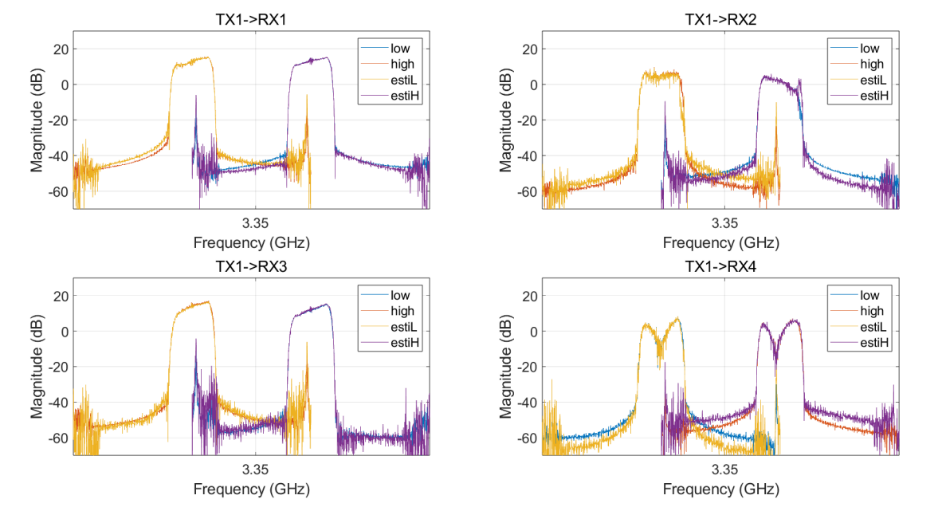 TX1->RX1
20
0
-20
-40
-60
Magnitude (dB)
3.35
Frequency (GHz)
low
high
estiL
estiH
TX1->RX2
20
0
-20
-40
-60
Magnitude (dB)
3.35
Frequency (GHz)
low
high
estiL
estiH
TX1->RX3
20
0
-20
-40
-60
Magnitude (dB)
3.35
Frequency (GHz)
low
high
estiL
estiH
TX1->RX4
20
0
-20
-40
-60
Magnitude (dB)
3.35
Frequency (GHz)
low
high
estiL
estiH